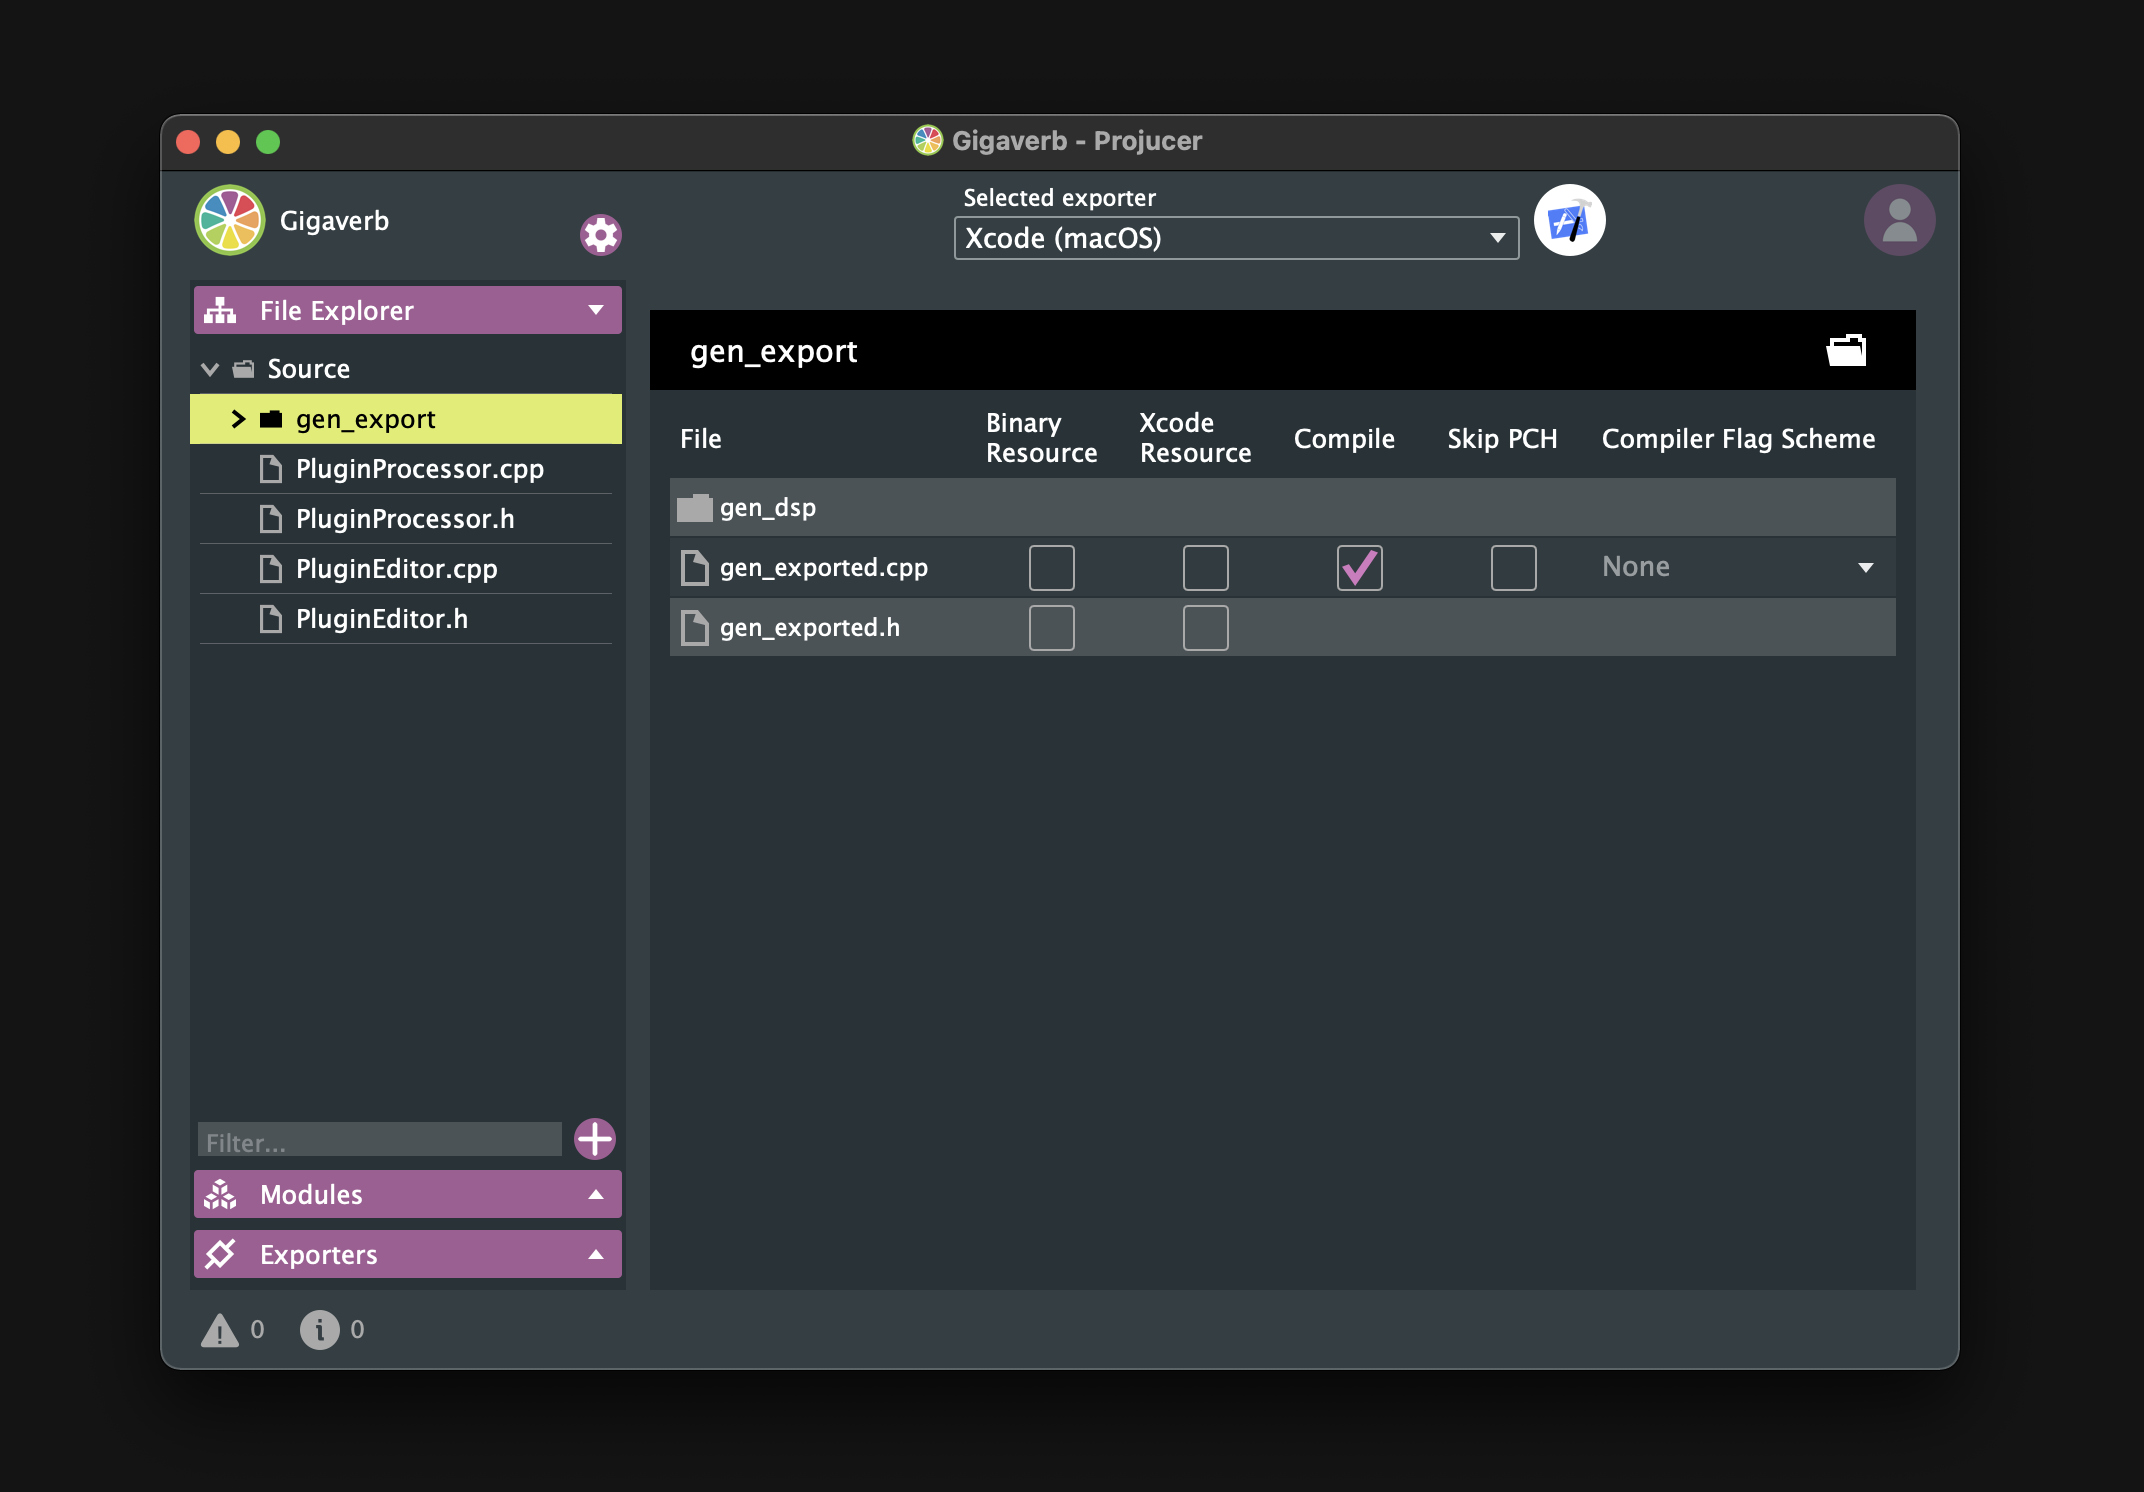 Gigaverb - Projucer
Gigaverb
Selected exporter
Xcode (macOS)
File Explorer
Source
gen_export
PluginProcessor.cpp
PluginProcessor.h
PluginEditor.cpp
PluginEditor.h
Filter...
Modules
Exporters
0
0
gen_export
File
Binary
Resource
Xcode
Resource
Compile
Skip PCH
Compiler Flag Scheme
gen_dsp
gen_exported.cpp
None
gen_exported.h